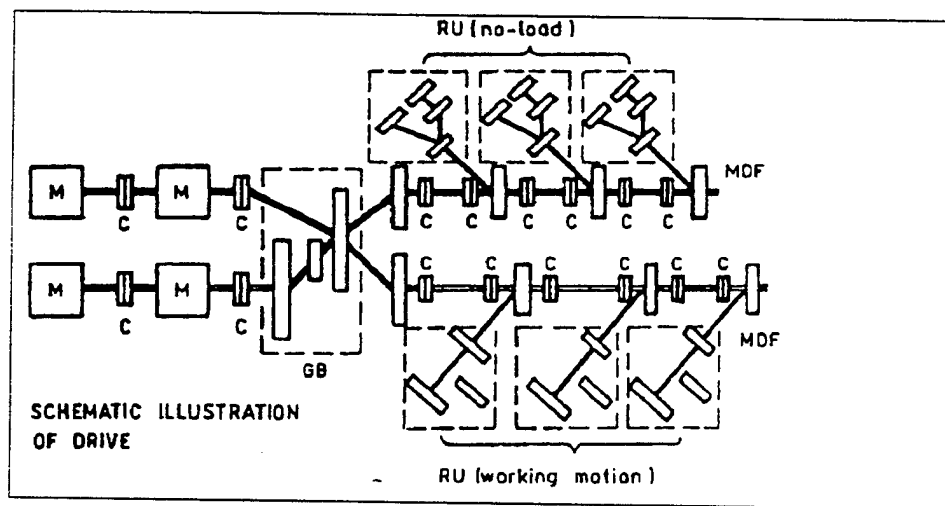 RU (no-load)
M C M C MDF
C C C C C C
M C M C C C C C C C
GB
MDF
SCHEMATIC ILLUSTRATION
OF DRIVE
RU (working motion)